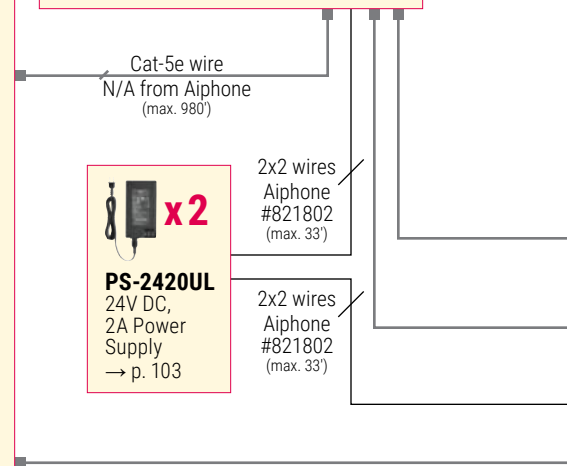 Cat-5e wire
N/A from Aiphone
(max. 980')
2x2 wires
Aiphone
#821802
(max. 33')
x2
PS-2420UL
24V DC,
2A Power
Supply
→ p. 103
2x2 wires
Aiphone
#821802
(max. 33')